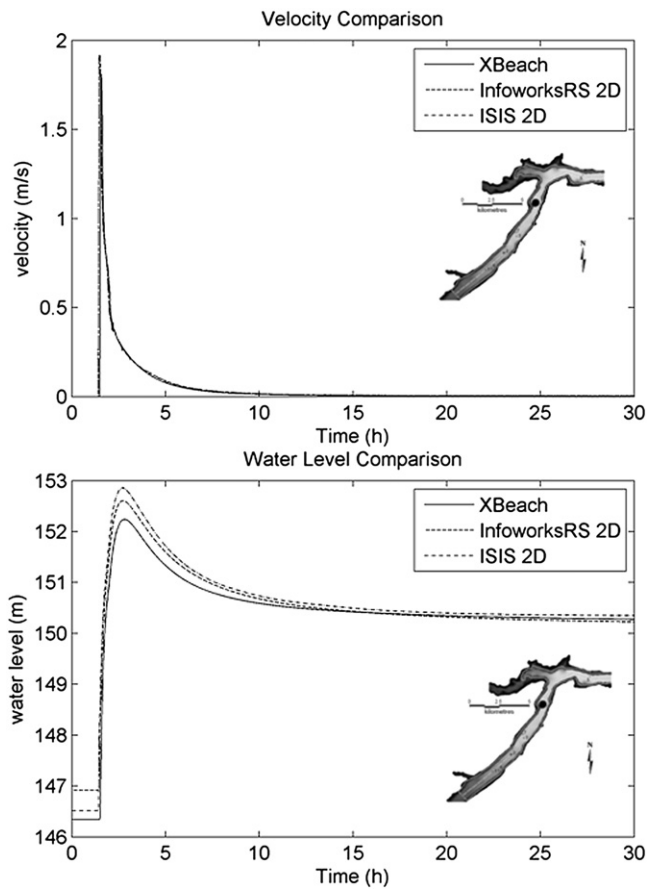 Velocity Comparison
2
1.5
1
0.5
0
velocity (m/s)
XBeach
InfoworksRS 2D
ISIS 2D
kilometres
N
0 5 10 15 20 25 30
Time (h)
Water Level Comparison
153
152
151
150
149
148
147
146
water level (m)
XBeach
InfoworksRS 2D
ISIS 2D
kilometres
N
0 5 10 15 20 25 30
Time (h)